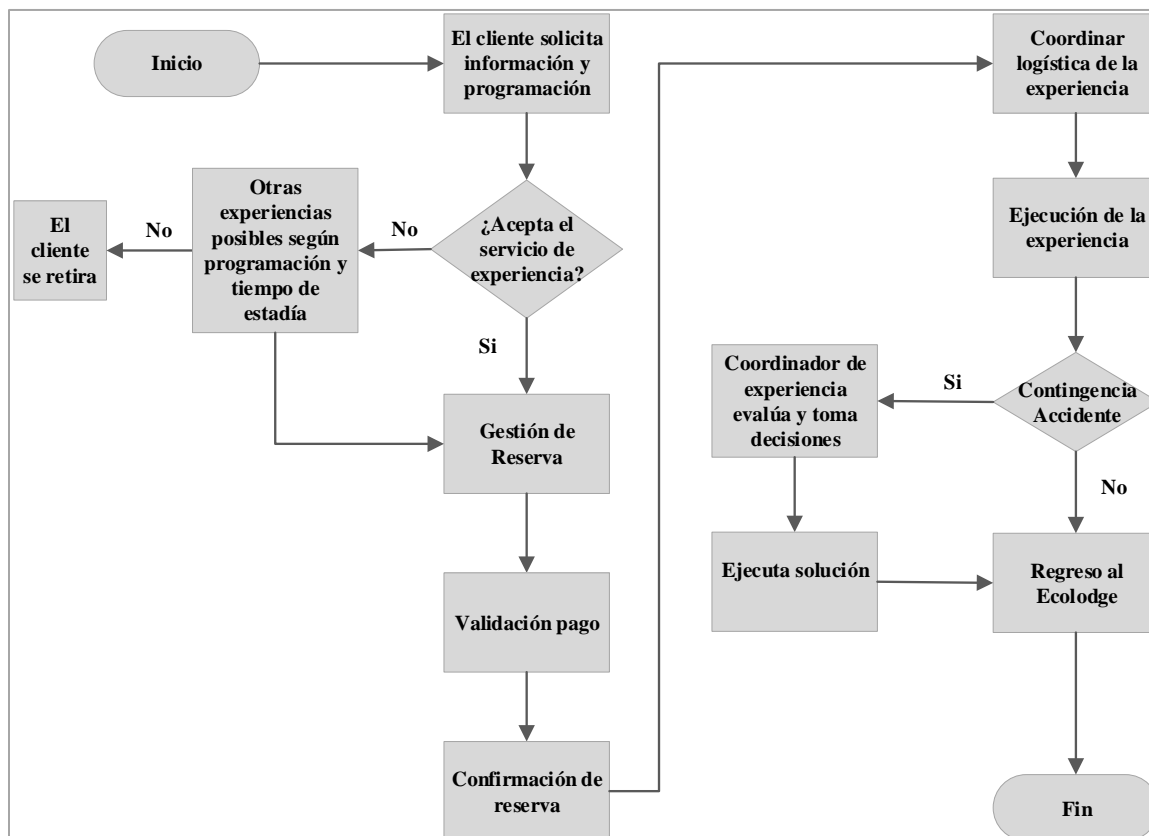 Inicio
El cliente solicita
información y
programación
¿Acepta el
servicio de
experiencia?
No
Otras
experiencias
posibles según
programación y
tiempo de
estadía
No
El
cliente
se retira
Si
Gestión de
Reserva
Validación pago
Confirmación de
reserva
Coordinar
logística de la
experiencia
Ejecución de la
experiencia
Contingencia
Accidente
Si
Coordinador de
experiencia
evalúa y toma
decisiones
Ejecuta solución
No
Regreso al
Ecolodge
Fin